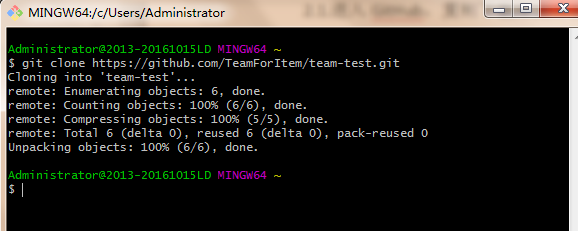 MINGW64:/c/Users/Administrator
Administrator@2013-20161015LD MINGW64 ~
$ git clone https://github.com/TeamForItem/team-test.git
Cloning into 'team-test'...
remote: Enumerating objects: 6, done.
remote: Counting objects: 100% (6/6), done.
remote: Compressing objects: 100% (5/5), done.
remote: Total 6 (delta 0), reused 6 (delta 0), pack-reused 0
Unpacking objects: 100% (6/6), done.
Administrator@2013-20161015LD MINGW64 ~
$